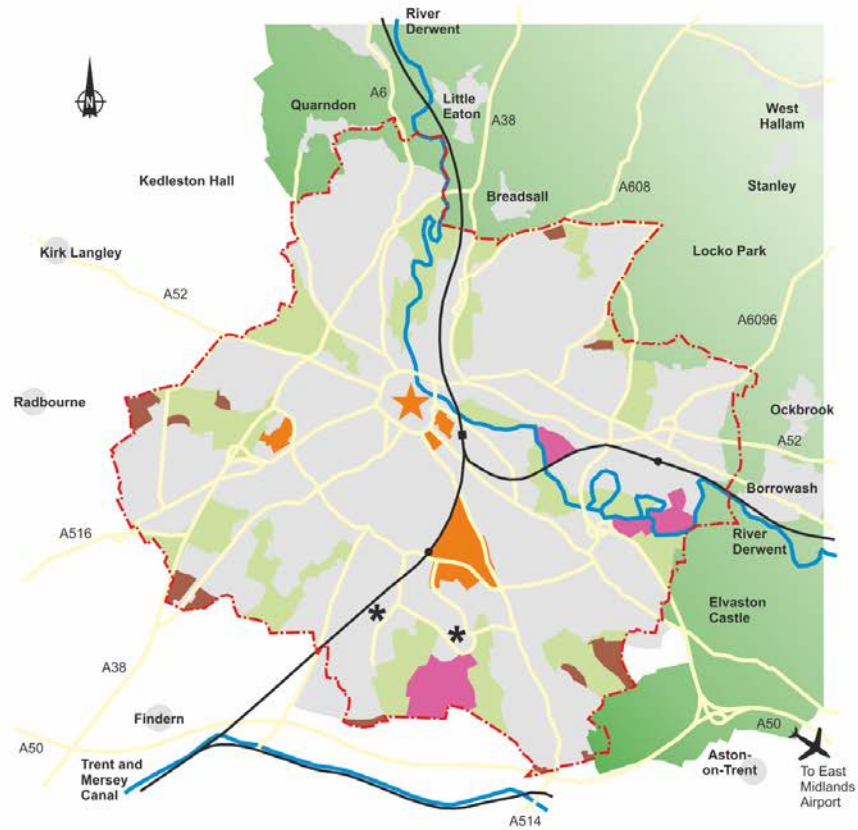 River
Derwent
A6
Little
Eaton
Quarndon
A38
West
Hallam
N
Kedleston Hall
Breadsall
A608
Stanley
Kirk Langley
Locko Park
A52
A6096
Radbourne
Ockbrook
A52
Borrowash
A516
River
Derwent
Elvaston
Castle
*
*
A38
Findern
A50
A50
Trent and
Mersey
Canal
Aston-
on-Trent
To East
Midlands
Airport
A514